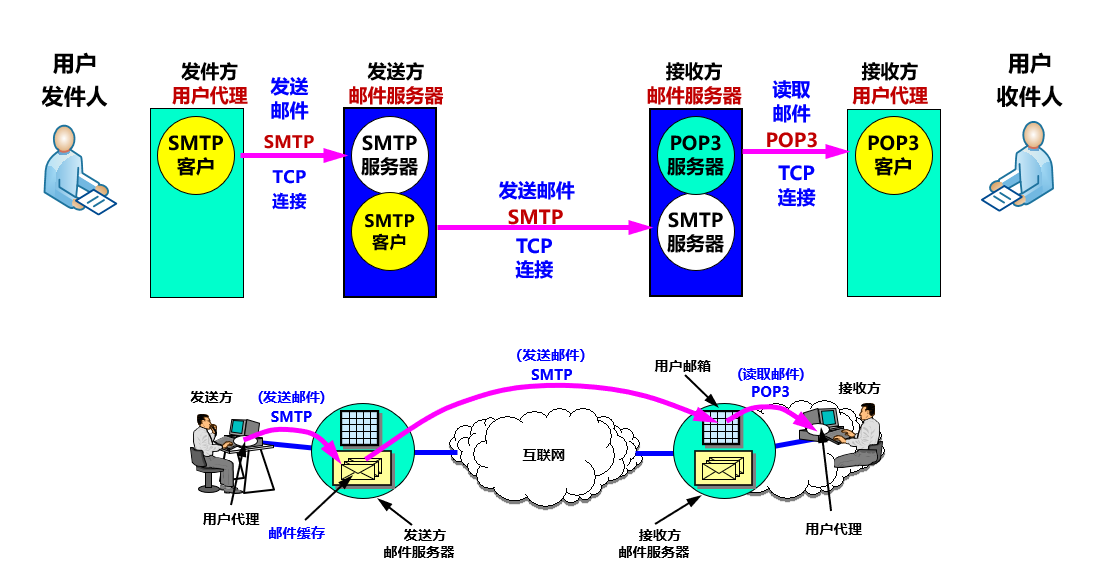 用户
发件人
发件方
用户代理
SMTP
客户
发送
邮件
SMTP
TCP
连接
发送方
邮件服务器
SMTP
服务器
SMTP
客户
发送邮件
SMTP
TCP
连接
接收方
邮件服务器
POP3
服务器
SMTP
服务器
读取
邮件
POP3
TCP
连接
接收方
用户代理
POP3
客户
用户
收件人
发送方
(发送邮件)
SMTP
用户代理
邮件缓存
发送方
邮件服务器
(发送邮件)
SMTP
互联网
用户邮箱
(读取邮件)
POP3
接收方
接收方
邮件服务器
用户代理